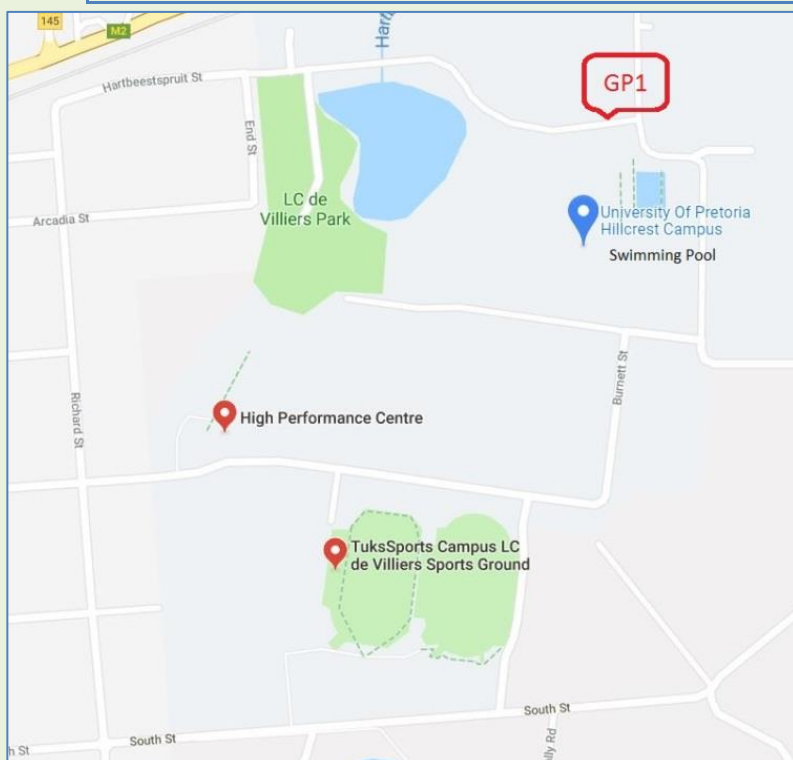 145
M2
Hartbeestspruit St
GP1
End St
LC de
Villiers Park
Arcadia St
University Of Pretoria
Hillcrest Campus
Swimming Pool
Burnett St
Richard St
High Performance Centre
TuksSports Campus LC
de Villiers Sports Ground
South St
South St